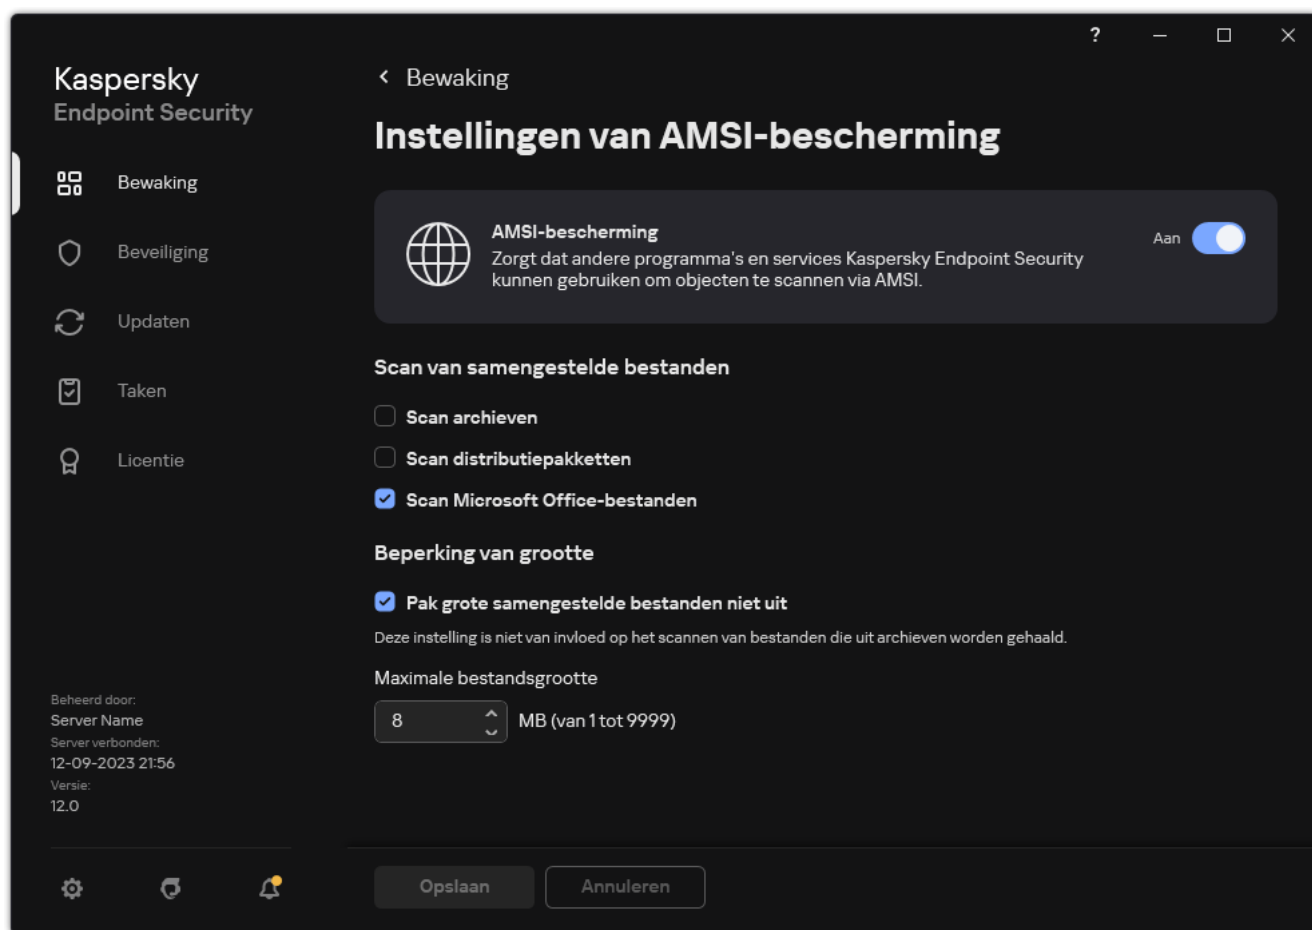 ?
Kaspersky
Endpoint Security
Bewaking
Beveiliging
Updaten
Taken
Licentie
Beheerd door:
Server Name
Server verbonden:
12-09-2023 21:56
Versie:
12.0
Bewaking
Instellingen van AMSI-bescherming
AMSI-bescherming
Zorgt dat andere programma's en services Kaspersky Endpoint Security
kunnen gebruiken om objecten te scannen via AMSI.
Aan
Scan van samengestelde bestanden
Scan archieven
Scan distributiepakketten
Scan Microsoft Office-bestanden
Beperking van grootte
Pak grote samengestelde bestanden niet uit
Deze instelling is niet van invloed op het scannen van bestanden die uit archieven worden gehaald.
Maximale bestandsgrootte
8 MB (van 1 tot 9999)
Opslaan
Annuleren